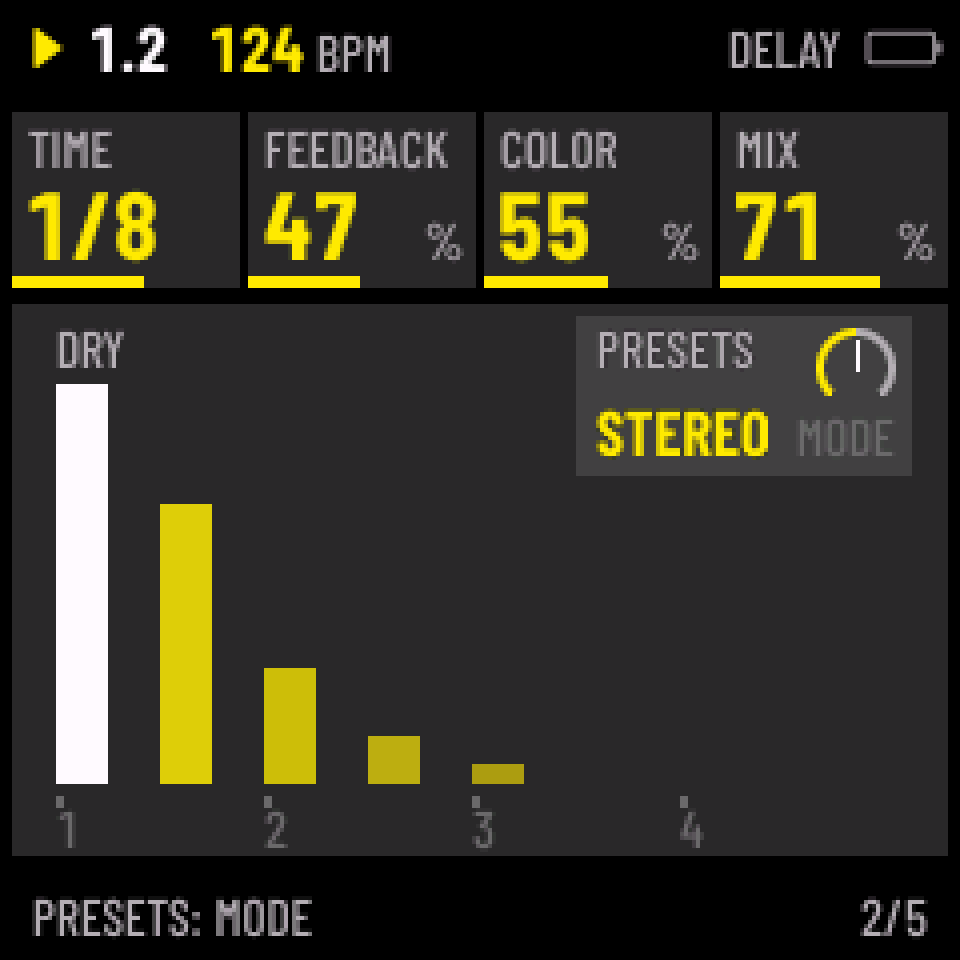 1.2 124 BPM DELAY
TIME FEEDBACK COLOR MIX
1/8 47 % 55 % 71 %
DRY PRESETS
STEREO MODE
1 2 3 4
PRESETS: MODE 2/5